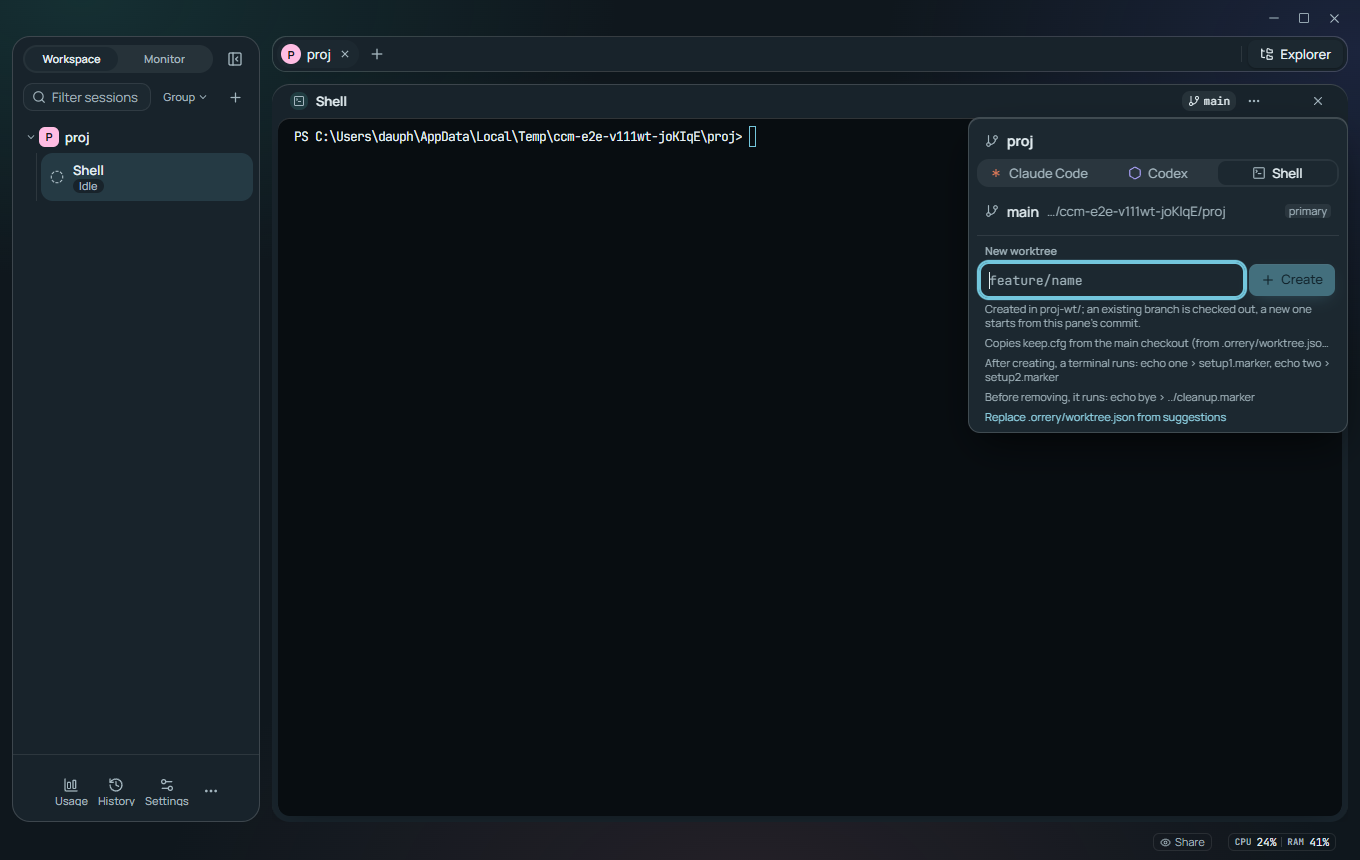 Workspace
Monitor
P proj
Explorer
Filter sessions
Group
P proj
Shell
Idle
Shell
main
PS C:\Users\dauph\AppData\Local\Temp\ccm-e2e-v111wt-joKIqE\proj>
proj
Claude Code
Codex
Shell
main …/ccm-e2e-v111wt-joKIqE/proj primary
New worktree
feature/name
Create
Created in proj-wt/; an existing branch is checked out, a new one
starts from this pane's commit.
Copies keep.cfg from the main checkout (from .orrery/worktree.jso…
After creating, a terminal runs: echo one > setup1.marker, echo two >
setup2.marker
Before removing, it runs: echo bye > ../cleanup.marker
Replace .orrery/worktree.json from suggestions
Usage
History
Settings
Share
CPU 24% RAM 41%